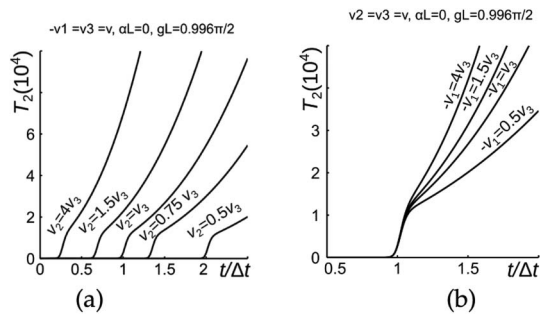 -v1 =v3 =v, αL=0, gL=0.996π/2
T₂(10⁴)
8
6
4
2
0
v₂=4v₃
v₂=1.5v₃
v₂=v₃
v₂=0.75 v₃
v₂=0.5v₃
0 0.5 1 1.5 2 t/Δt
(a)
v2 =v3 =v, αL=0, gL=0.996π/2
T₂(10⁴)
4
3
2
1
0
-v₁=4v₃
-v₁=1.5v₃
-v₁=v₃
-v₁=0.5v₃
0.5 1 1.5 t/Δt
(b)